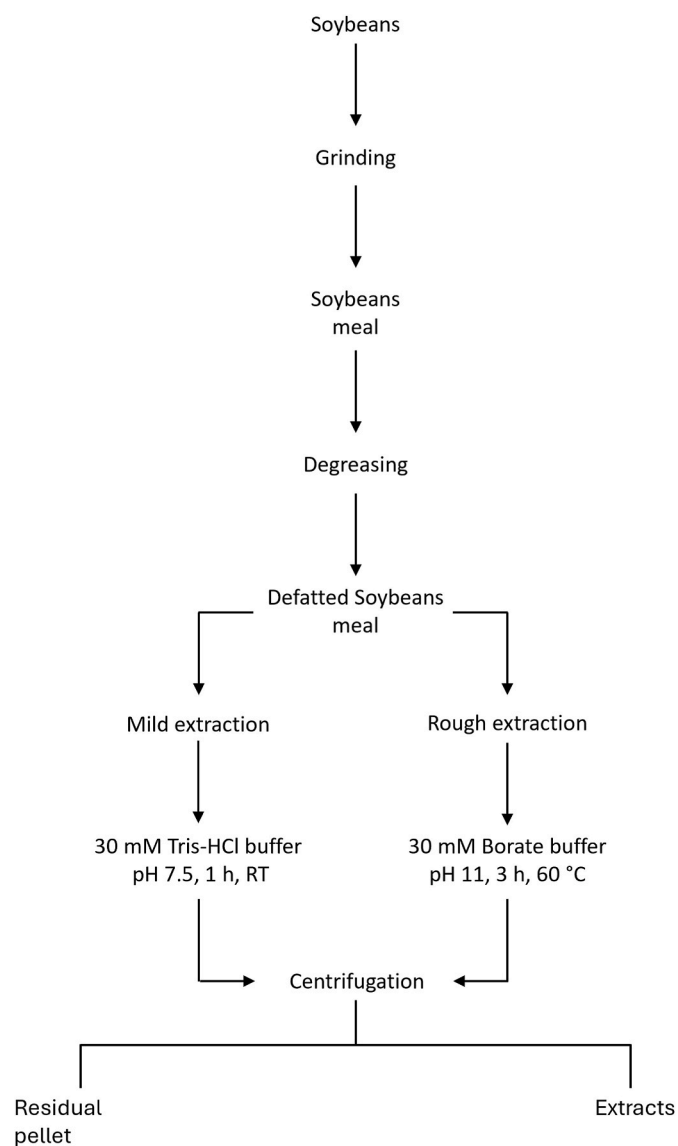 Soybeans
Grinding
Soybeans
meal
Degreasing
Defatted Soybeans
meal
Mild extraction
Rough extraction
30 mM Tris-HCl buffer
pH 7.5, 1 h, RT
30 mM Borate buffer
pH 11, 3 h, 60 °C
Centrifugation
Residual
pellet
Extracts